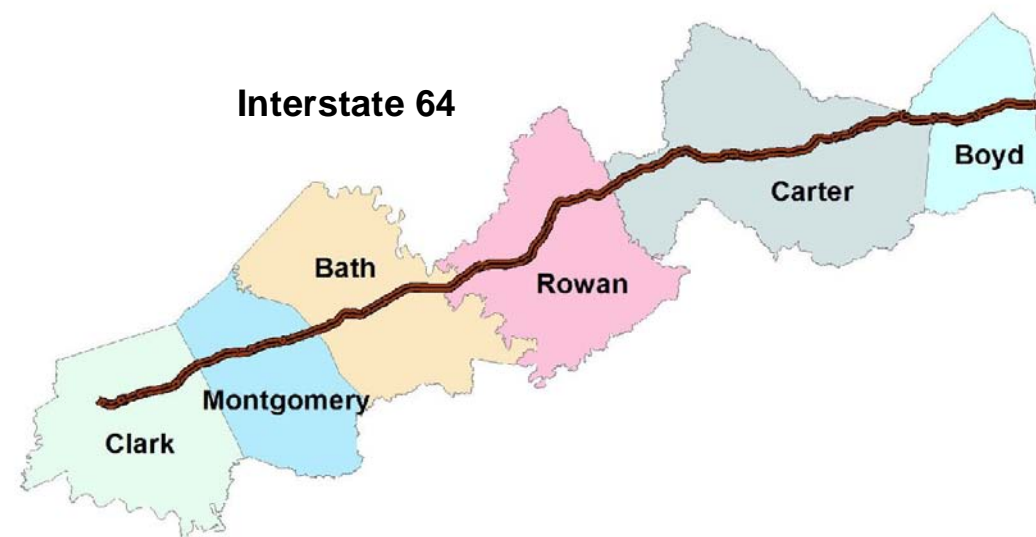 Interstate 64
Boyd
Carter
Bath
Rowan
Montgomery
Clark